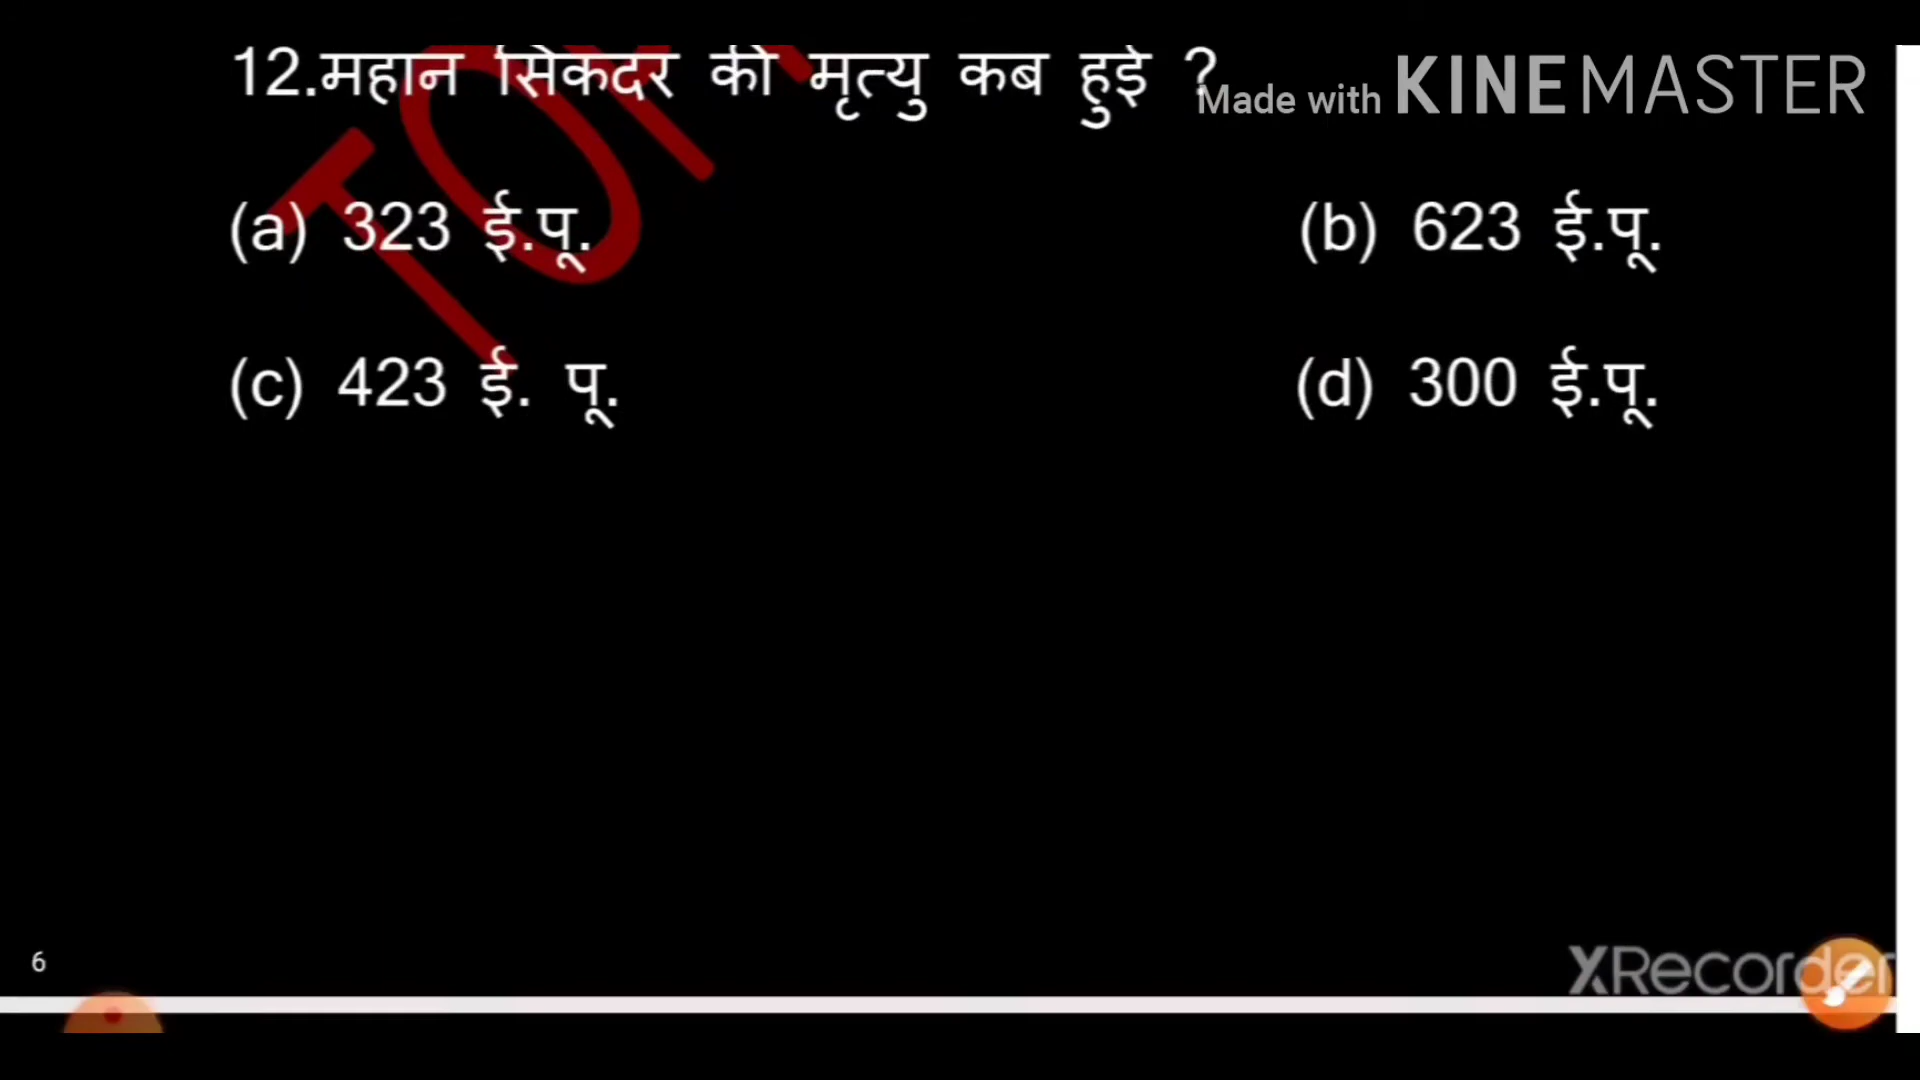 12.महान सिकंदर की मृत्यु कब हुई ?
Made with KINEMASTER
(a) 323 ई.पू.
(b) 623 ई.पू.
(c) 423 ई. पू.
(d) 300 ई.पू.
6
XRecorder